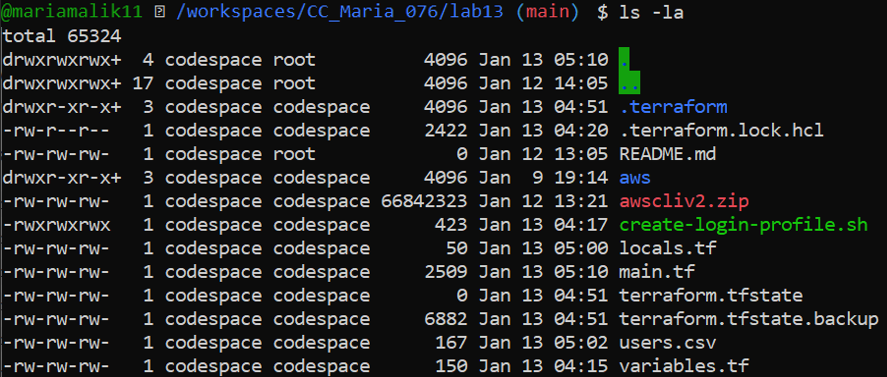 @mariamalik11 /workspaces/CC_Maria_076/lab13 (main) $ ls -la
total 65324
drwxrwxrwx+ 4 codespace root 4096 Jan 13 05:10 .
drwxrwxrwx+ 17 codespace root 4096 Jan 12 14:05 ..
drwxr-xr-x+ 3 codespace codespace 4096 Jan 13 04:51 .terraform
-rw-r--r-- 1 codespace codespace 2422 Jan 13 04:20 .terraform.lock.hcl
-rw-rw-rw- 1 codespace root 0 Jan 12 13:05 README.md
drwxr-xr-x+ 3 codespace codespace 4096 Jan 9 19:14 aws
-rw-rw-rw- 1 codespace codespace 66842323 Jan 12 13:21 awscliv2.zip
-rwxrwxrwx 1 codespace codespace 423 Jan 13 04:17 create-login-profile.sh
-rw-rw-rw- 1 codespace codespace 50 Jan 13 05:00 locals.tf
-rw-rw-rw- 1 codespace codespace 2509 Jan 13 05:10 main.tf
-rw-rw-rw- 1 codespace codespace 0 Jan 13 04:51 terraform.tfstate
-rw-rw-rw- 1 codespace codespace 6882 Jan 13 04:51 terraform.tfstate.backup
-rw-rw-rw- 1 codespace codespace 167 Jan 13 05:02 users.csv
-rw-rw-rw- 1 codespace codespace 150 Jan 13 04:15 variables.tf